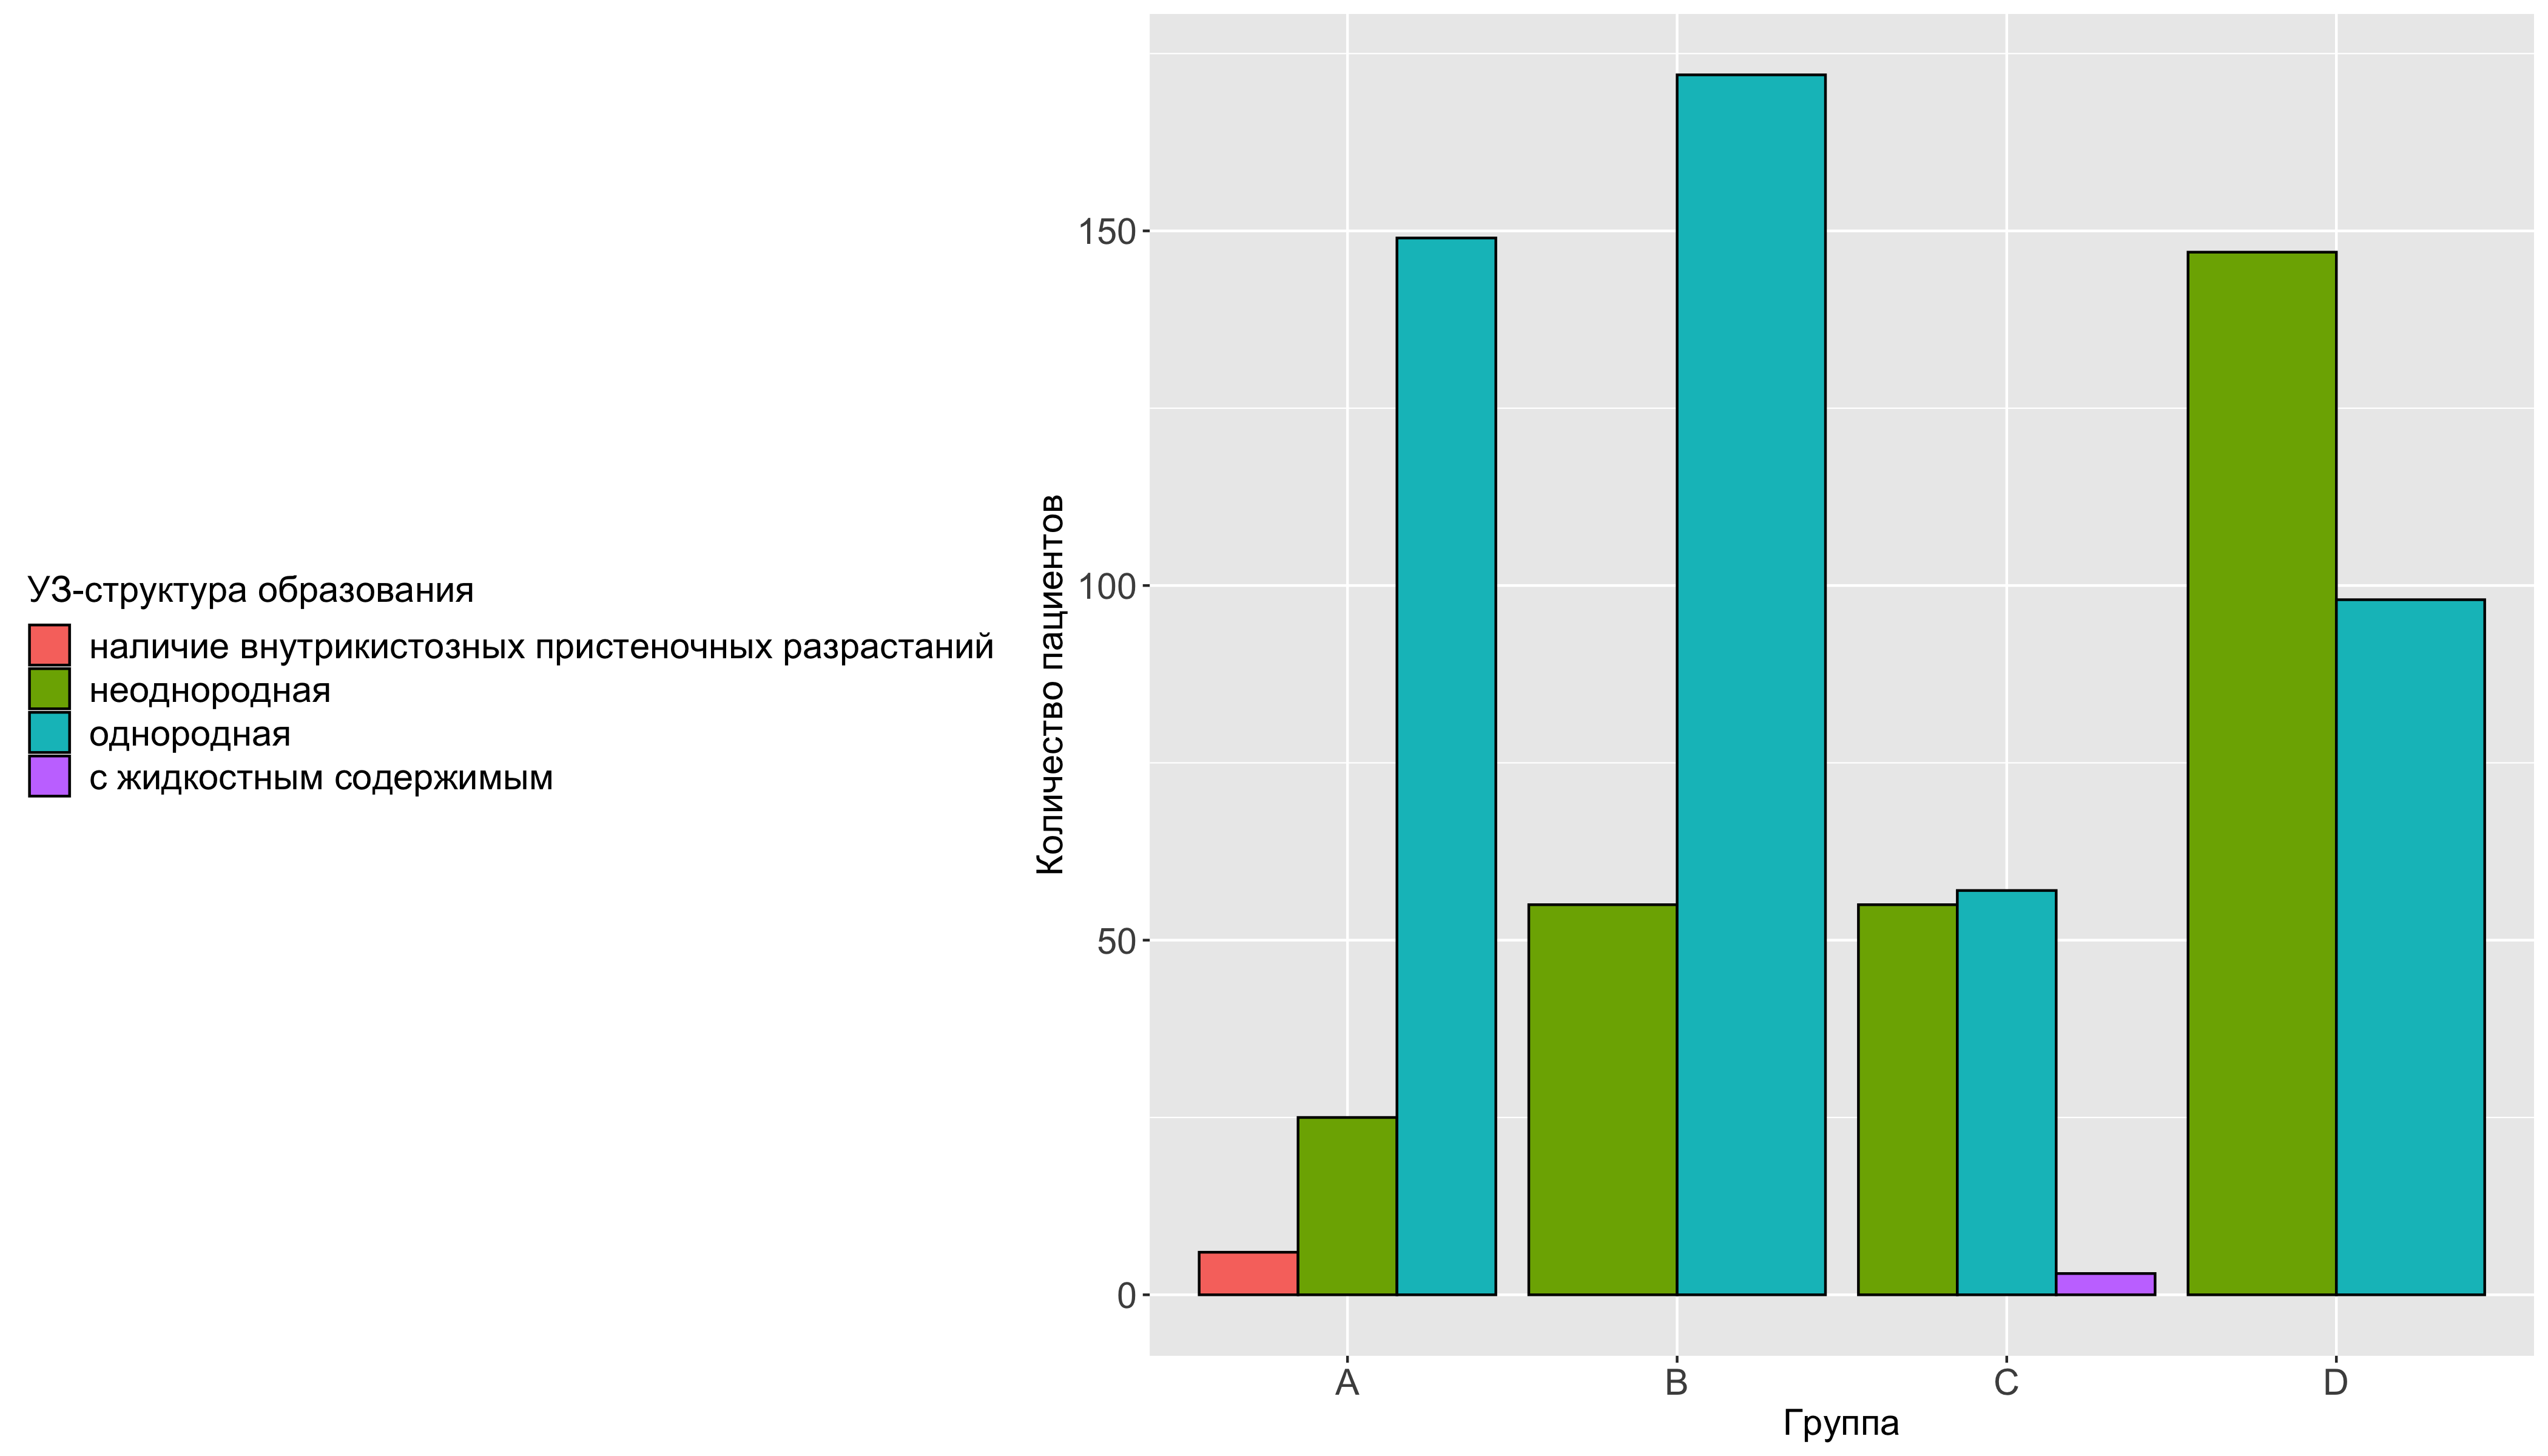 УЗ-структура образования
наличие внутрикистозных пристеночных разрастаний
неоднородная
однородная
с жидкостным содержимым
Количество пациентов
150
100
50
0
A
B
C
D
Группа